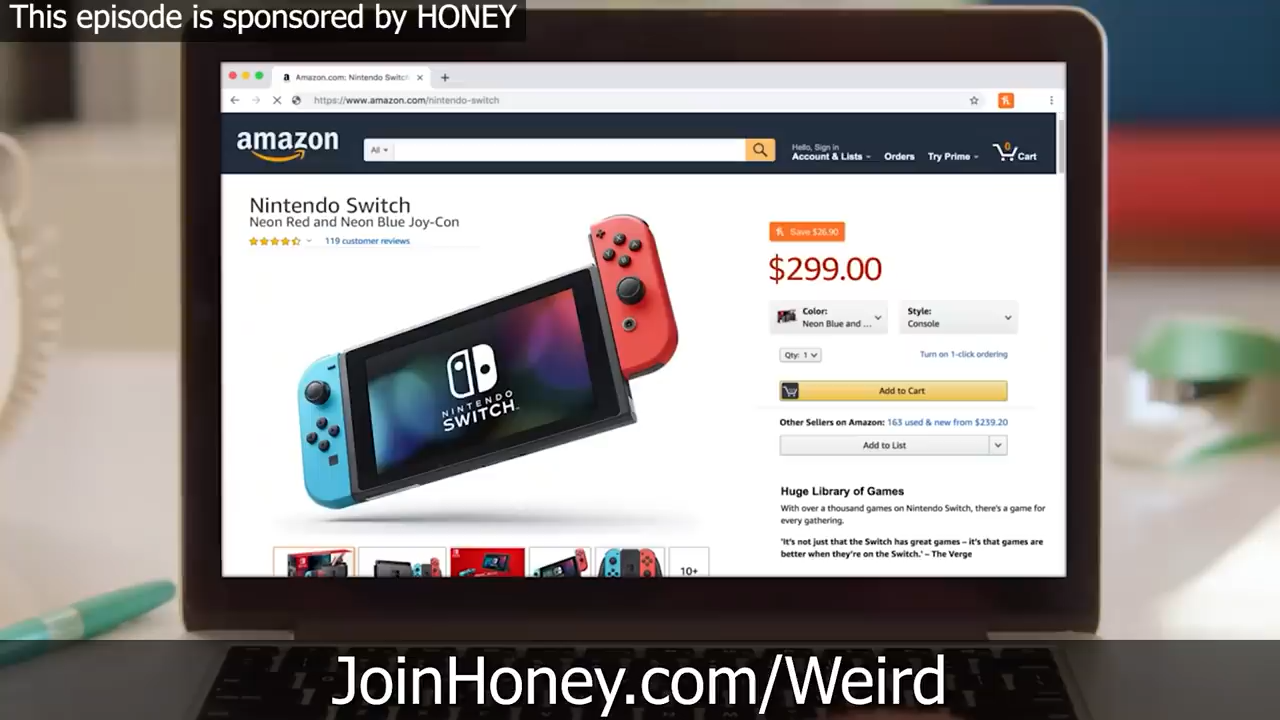 This episode is sponsored by HONEY
Amazon.com: Nintendo Switch
https://www.amazon.com/nintendo-switch
amazon
All
Hello, Sign in
Account & Lists
Orders
Try Prime
0
Cart
Nintendo Switch
Neon Red and Neon Blue Joy-Con
119 customer reviews
Save $26.90
$299.00
Color:
Neon Blue and ...
Style:
Console
Qty: 1
Turn on 1-click ordering
Add to Cart
Other Sellers on Amazon: 163 used & new from $239.20
Add to List
NINTENDO
SWITCH
Huge Library of Games
With over a thousand games on Nintendo Switch, there's a game for
every gathering.
'It's not just that the Switch has great games – it's that games are
better when they're on the Switch.' – The Verge
10+
JoinHoney.com/Weird